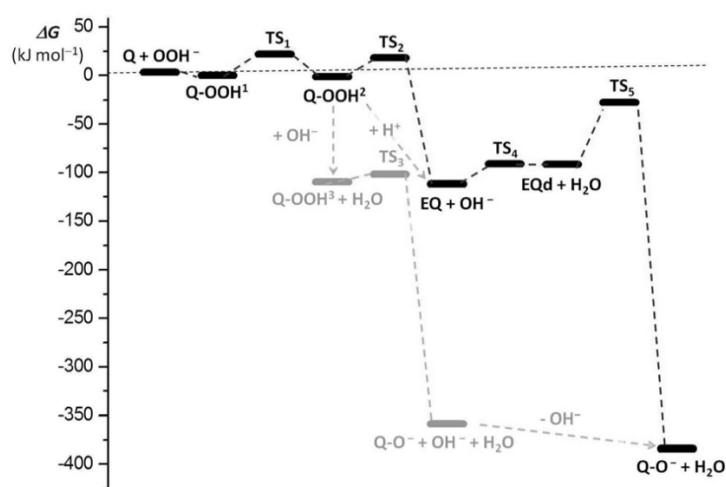 ΔG
(kJ mol⁻¹)
50
0
-50
-100
-150
-200
-250
-300
-350
-400
Q + OOH⁻
Q-OOH¹
TS₁
Q-OOH²
TS₂
+ OH⁻
+ H⁺
TS₃
Q-OOH³ + H₂O
EQ + OH⁻
TS₄
EQd + H₂O
TS₅
Q-O⁻ + OH⁻ + H₂O
- OH⁻
Q-O⁻ + H₂O